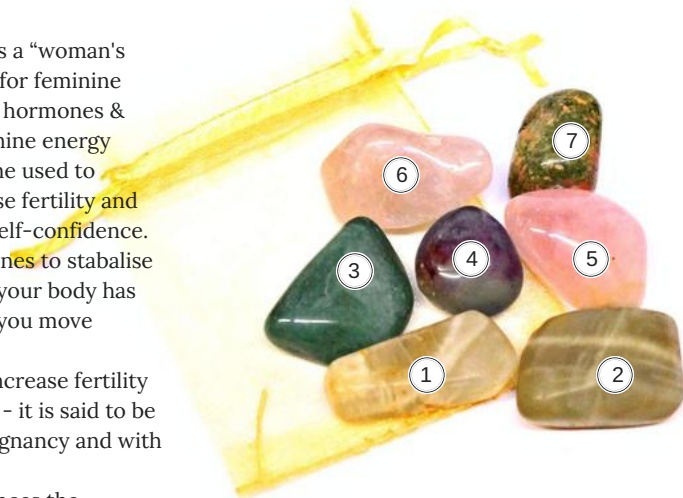 s a “woman's
for feminine
hormones &
nine energy
ne used to
se fertility and
elf-confidence.
nes to stabalise
your body has
you move
ncrease fertility
- it is said to be
gnancy and with
the
7
6
3
4
5
1
2